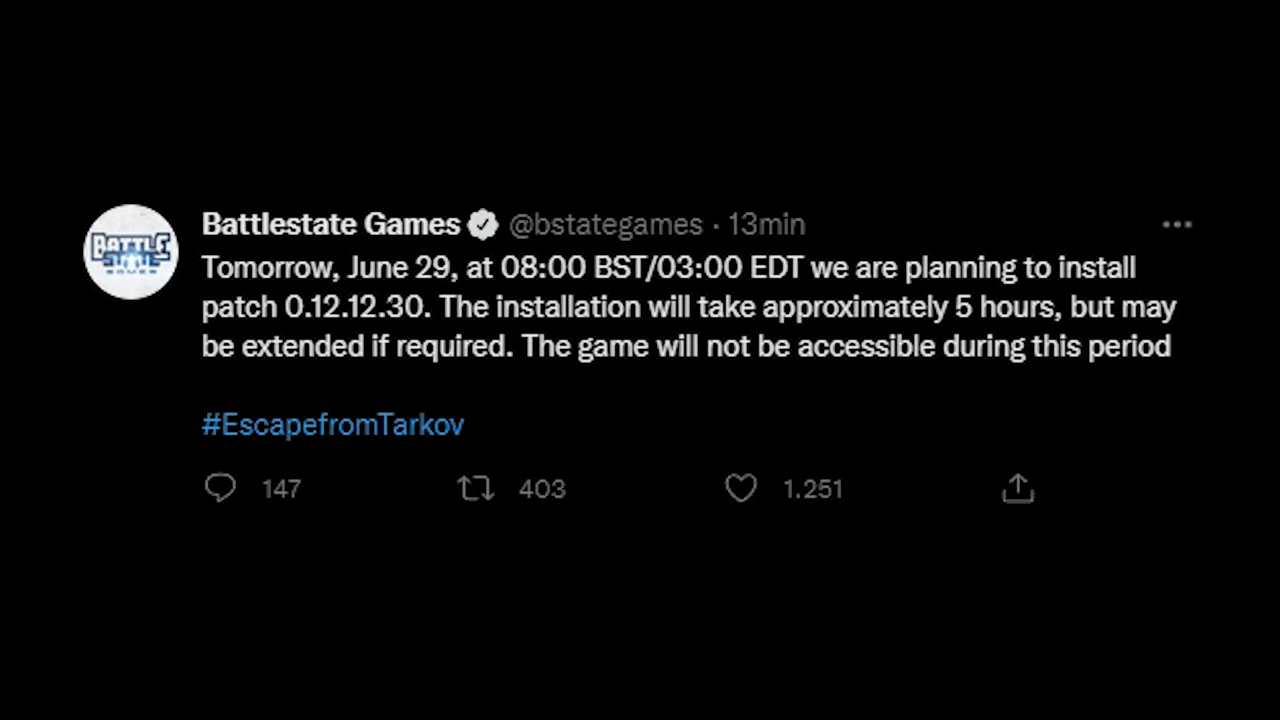 Battlestate Games @bstategames · 13min
Tomorrow, June 29, at 08:00 BST/03:00 EDT we are planning to install
patch 0.12.12.30. The installation will take approximately 5 hours, but may
be extended if required. The game will not be accessible during this period
#EscapefromTarkov
147 403 1.251
BATTLE